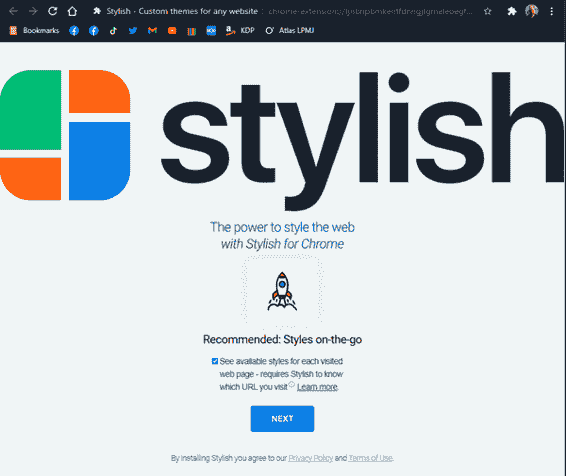 Stylish - Custom themes for any website
Bookmarks
KDP
Atlas LPMJ
stylish
The power to style the web
with Stylish for Chrome
Recommended: Styles on-the-go
See available styles for each visited
web page - requires Stylish to know
which URL you visit Learn more.
NEXT
By installing Stylish you agree to our Privacy Policy and Terms of Use.